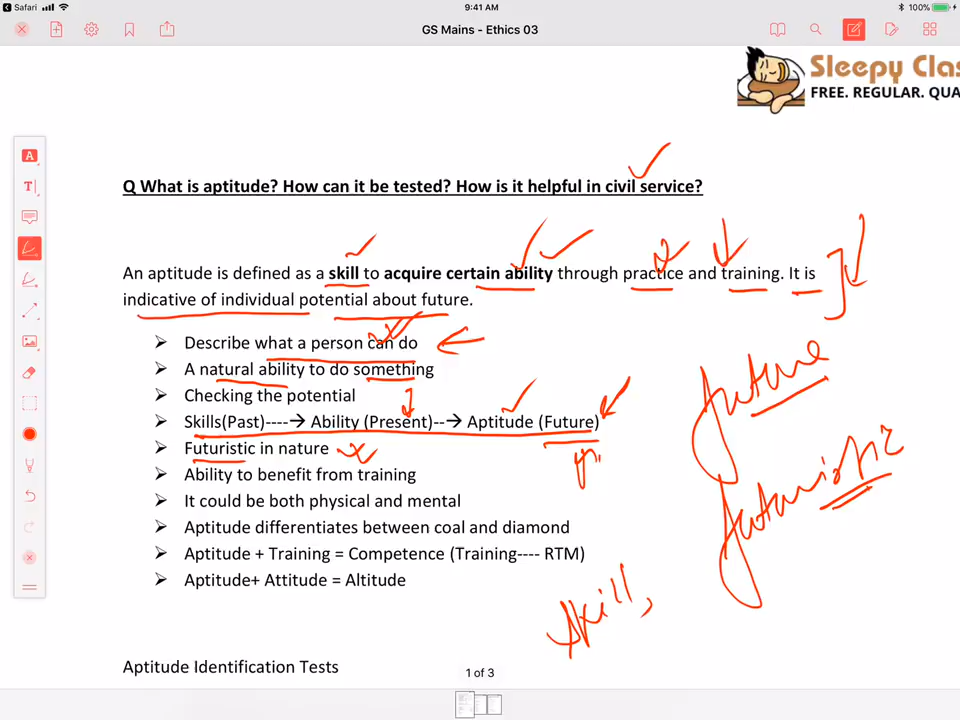 Safari
9:41 AM
100%
GS Mains - Ethics 03
Sleepy Clas
FREE. REGULAR. QUA
A
T
Q What is aptitude? How can it be tested? How is it helpful in civil service?
An aptitude is defined as a skill to acquire certain ability through practice and training. It is
indicative of individual potential about future.
➢ Describe what a person can do
➢ A natural ability to do something
➢ Checking the potential
➢ Skills(Past)----→ Ability (Present)--→ Aptitude (Future)
➢ Futuristic in nature
➢ Ability to benefit from training
➢ It could be both physical and mental
➢ Aptitude differentiates between coal and diamond
➢ Aptitude + Training = Competence (Training---- RTM)
➢ Aptitude+ Attitude = Altitude
future
futuristic
skill,
Aptitude Identification Tests
1 of 3